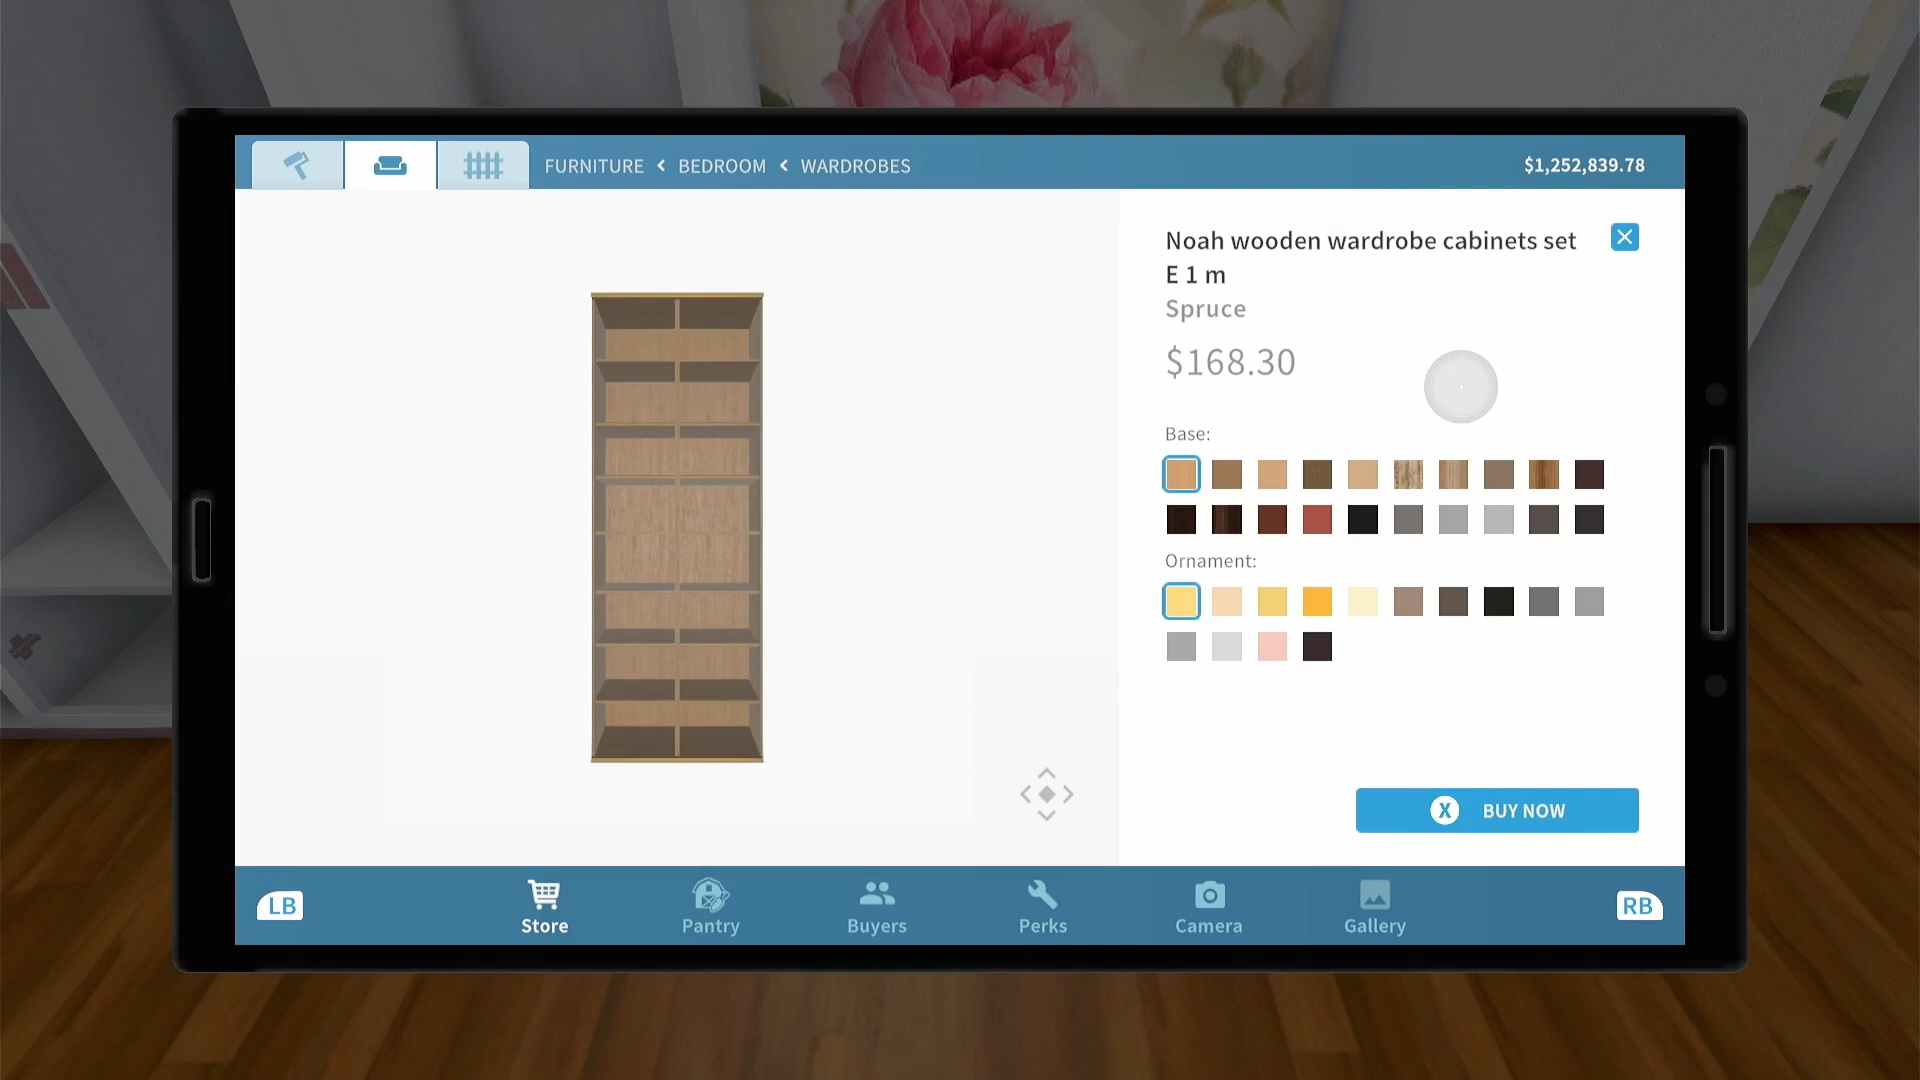 FURNITURE < BEDROOM < WARDROBES
$1,252,839.78
Noah wooden wardrobe cabinets set
E 1 m
Spruce
$168.30
Base:
Ornament:
X BUY NOW
LB
Store
Pantry
Buyers
Perks
Camera
Gallery
RB